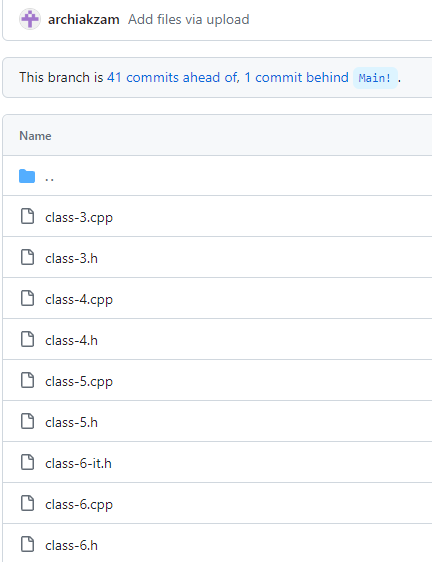 archiakzam Add files via upload
This branch is 41 commits ahead of, 1 commit behind Main! .
Name
..
class-3.cpp
class-3.h
class-4.cpp
class-4.h
class-5.cpp
class-5.h
class-6-it.h
class-6.cpp
class-6.h